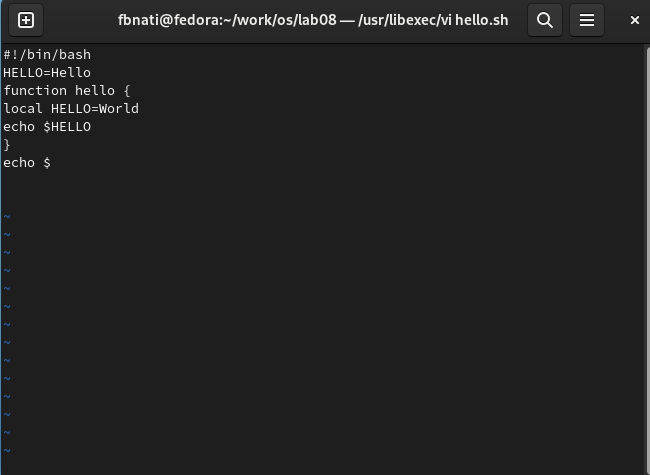 fbnati@fedora:~/work/os/lab08 — /usr/libexec/vi hello.sh
#!/bin/bash
HELLO=Hello
function hello {
local HELLO=World
echo $HELLO
}
echo $
~
~
~
~
~
~
~
~
~
~
~
~
~
~